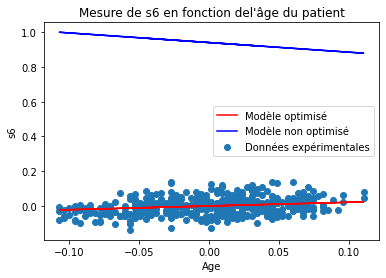 Mesure de s6 en fonction del'âge du patient
1.0
0.8
0.6
0.4
0.2
0.0
s6
Modèle optimisé
Modèle non optimisé
Données expérimentales
−0.10
−0.05
0.00
0.05
0.10
Age